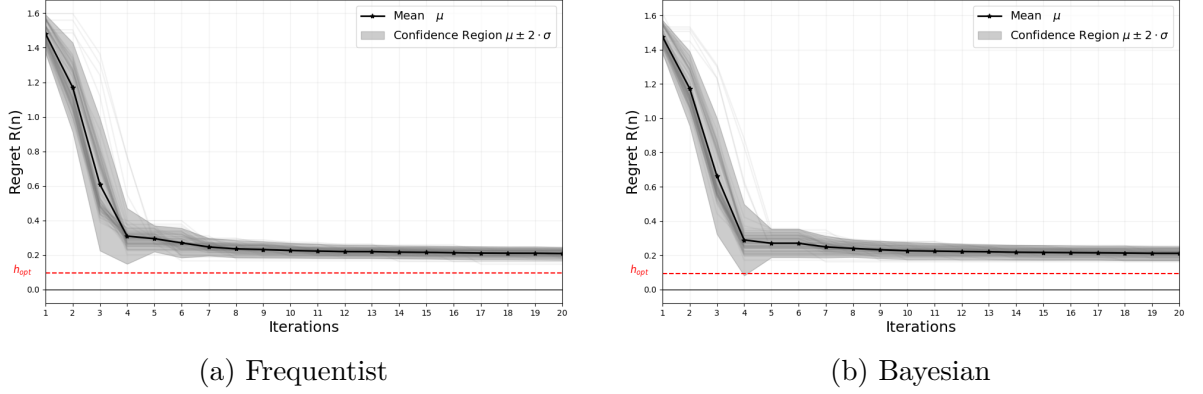 1.6
1.4
1.2
1.0
0.8
0.6
0.4
0.2
0.0
Regret R(n)
h_opt
Mean μ
Confidence Region μ ± 2 · σ
1 2 3 4 5 6 7 8 9 10 11 12 13 14 15 16 17 18 19 20
Iterations
(a) Frequentist
1.6
1.4
1.2
1.0
0.8
0.6
0.4
0.2
0.0
Regret R(n)
h_opt
Mean μ
Confidence Region μ ± 2 · σ
1 2 3 4 5 6 7 8 9 10 11 12 13 14 15 16 17 18 19 20
Iterations
(b) Bayesian